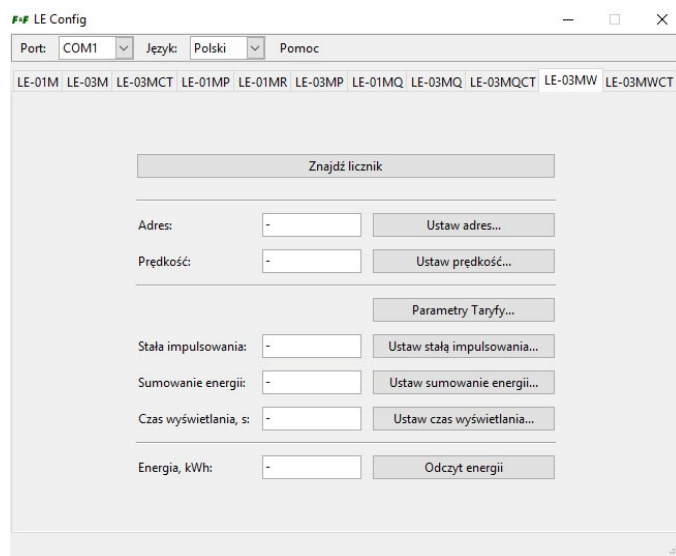 F&F LE Config
Port: COM1 Język: Polski Pomoc
LE-01M LE-03M LE-03MCT LE-01MP LE-01MR LE-03MP LE-01MQ LE-03MQ LE-03MQCT LE-03MW LE-03MWCT
Znajdź licznik
Adres: - Ustaw adres...
Prędkość: - Ustaw prędkość...
Parametry Taryfy...
Stała impulsowania: - Ustaw stałą impulsowania...
Sumowanie energii: - Ustaw sumowanie energii...
Czas wyświetlania, s: - Ustaw czas wyświetlania...
Energia, kWh: - Odczyt energii